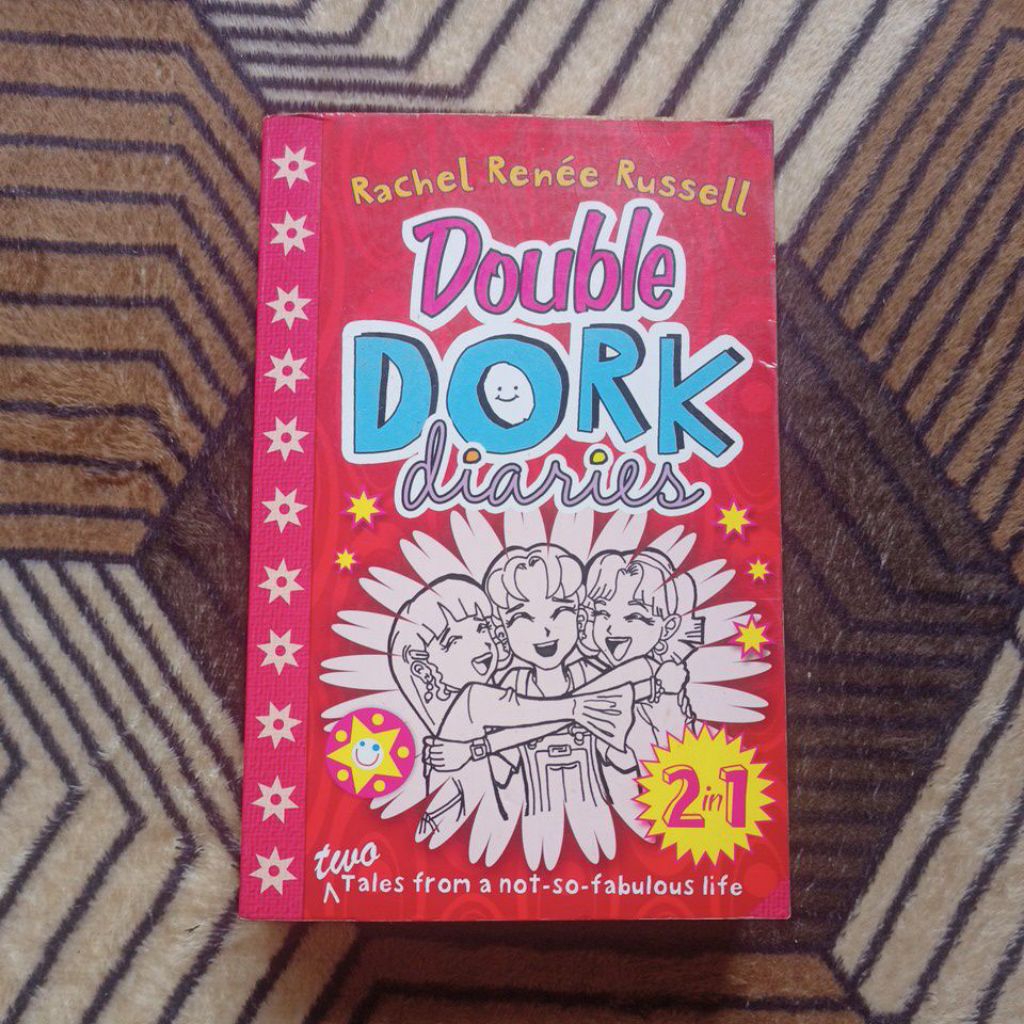 Rachel Renée Russell
Double
DORK
diaries
2 in 1
two
^Tales from a not-so-fabulous life